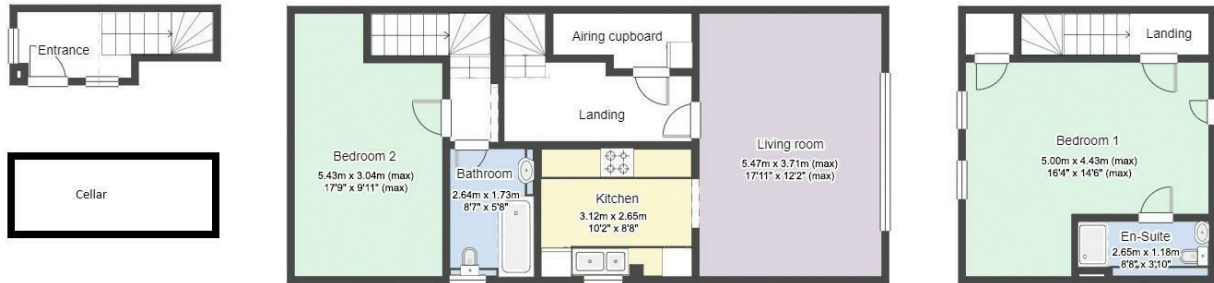 Entrance
Cellar
Bedroom 2
5.43m x 3.04m (max)
17'9" x 9'11" (max)
Bathroom
2.64m x 1.73m
8'7" x 5'8"
Airing cupboard
Landing
Kitchen
3.12m x 2.65m
10'2" x 8'8"
Living room
5.47m x 3.71m (max)
17'11" x 12'2" (max)
Landing
Bedroom 1
5.00m x 4.43m (max)
16'4" x 14'6" (max)
En-Suite
2.65m x 1.18m
8'8" x 3'10"